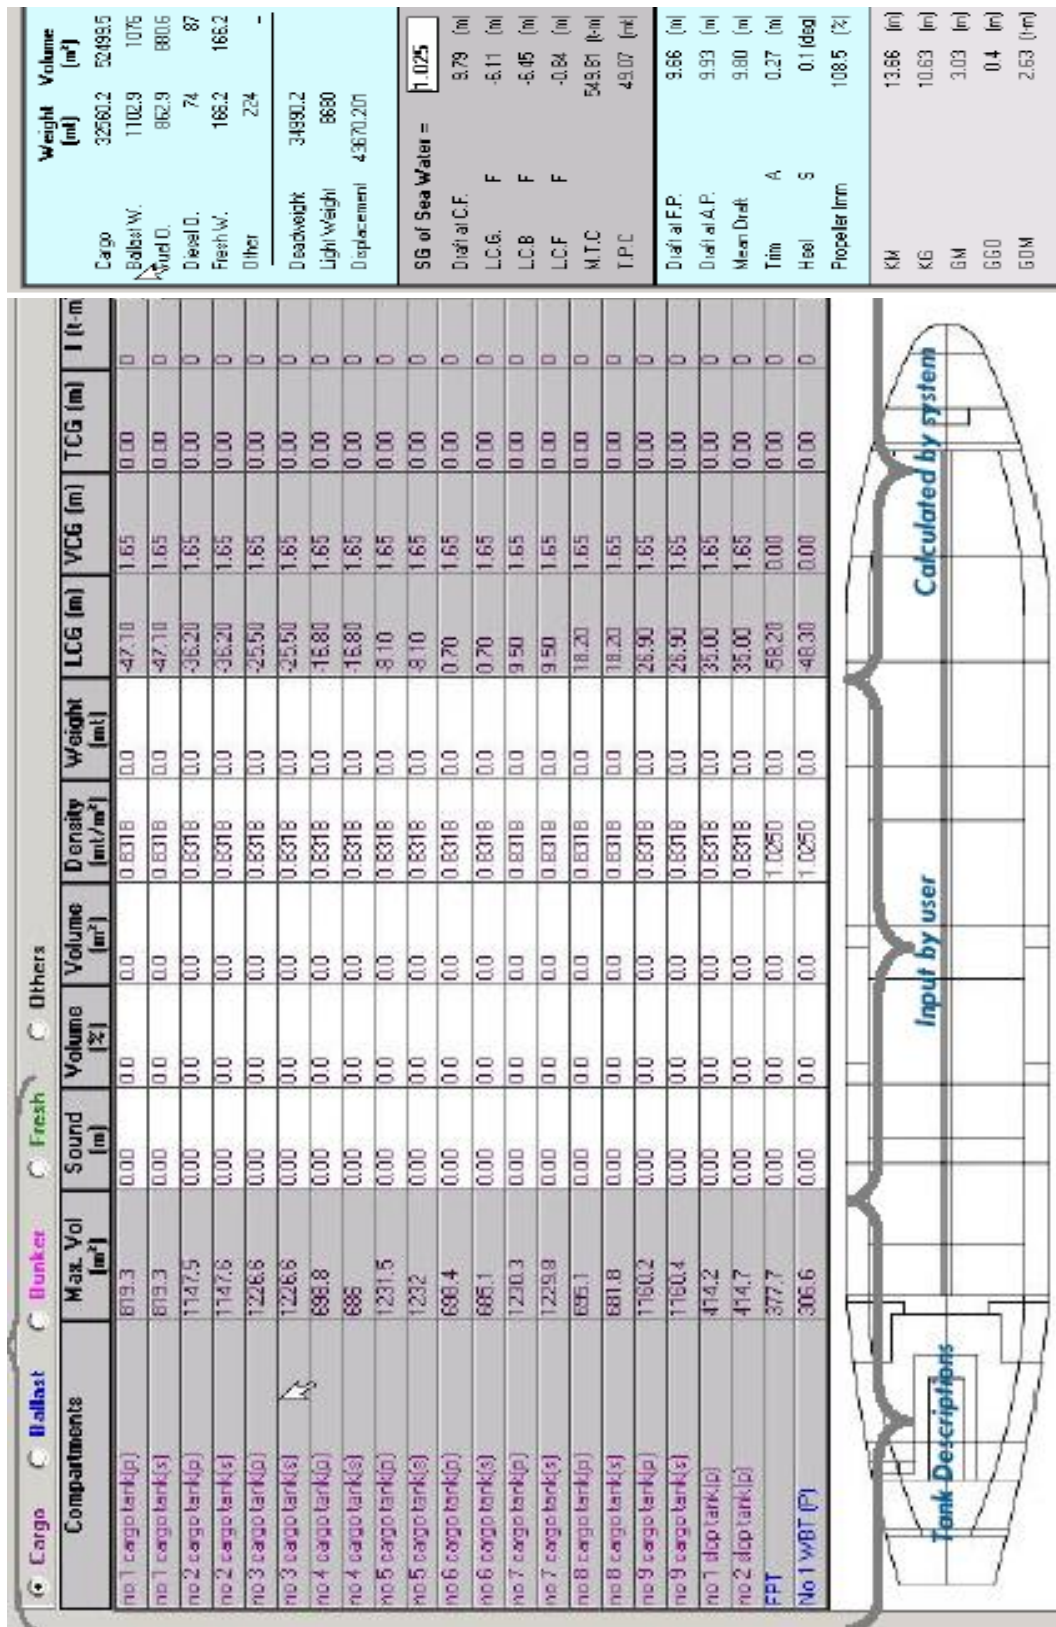 Cargo Ballast Bunker Fresh Others
Compartments Max. Vol (m³) Sound (m) Volume (%) Volume (m³) Density (mt/m³) Weight (mt) LCG (m) VCG (m) TCG (m) I (t-m
no 1 cargo tank(p) 819.3 0.00 0.0 0.0 0.8318 0.0 -47.10 1.65 0.00 0
no 1 cargo tank(s) 819.3 0.00 0.0 0.0 0.8318 0.0 -47.10 1.65 0.00 0
no 2 cargo tank(p) 1147.5 0.00 0.0 0.0 0.8318 0.0 -36.20 1.65 0.00 0
no 2 cargo tank(s) 1147.6 0.00 0.0 0.0 0.8318 0.0 -36.20 1.65 0.00 0
no 3 cargo tank(p) 1226.6 0.00 0.0 0.0 0.8318 0.0 -25.50 1.65 0.00 0
no 3 cargo tank(s) 1226.6 0.00 0.0 0.0 0.8318 0.0 -25.50 1.65 0.00 0
no 4 cargo tank(p) 698.8 0.00 0.0 0.0 0.8318 0.0 -16.80 1.65 0.00 0
no 4 cargo tank(s) 686 0.00 0.0 0.0 0.8318 0.0 -16.80 1.65 0.00 0
no 5 cargo tank(p) 1231.5 0.00 0.0 0.0 0.8318 0.0 -8.10 1.65 0.00 0
no 5 cargo tank(s) 1232 0.00 0.0 0.0 0.8318 0.0 -8.10 1.65 0.00 0
no 6 cargo tank(p) 698.4 0.00 0.0 0.0 0.8318 0.0 0.70 1.65 0.00 0
no 6 cargo tank(s) 685.1 0.00 0.0 0.0 0.8318 0.0 0.70 1.65 0.00 0
no 7 cargo tank(p) 1230.3 0.00 0.0 0.0 0.8318 0.0 9.50 1.65 0.00 0
no 7 cargo tank(s) 1229.8 0.00 0.0 0.0 0.8318 0.0 9.50 1.65 0.00 0
no 8 cargo tank(p) 695.1 0.00 0.0 0.0 0.8318 0.0 18.20 1.65 0.00 0
no 8 cargo tank(s) 681.8 0.00 0.0 0.0 0.8318 0.0 18.20 1.65 0.00 0
no 9 cargo tank(p) 1160.2 0.00 0.0 0.0 0.8318 0.0 26.90 1.65 0.00 0
no 9 cargo tank(s) 1160.4 0.00 0.0 0.0 0.8318 0.0 26.90 1.65 0.00 0
no 1 slop tank(p) 414.2 0.00 0.0 0.0 0.8318 0.0 35.00 1.65 0.00 0
no 2 slop tank(p) 414.7 0.00 0.0 0.0 0.8318 0.0 35.00 1.65 0.00 0
FPT 377.7 0.00 0.0 0.0 1.0250 0.0 -58.20 0.00 0.00 0
No 1 WBT (P) 306.6 0.00 0.0 0.0 1.0250 0.0 -48.30 0.00 0.00 0
Tank Descriptions Input by user Calculated by system
Weight (mt) Volume (m³)
Cargo 32560.2 52499.5
Ballast W. 1102.9 1076
Fuel O. 862.9 880.6
Diesel O. 74 87
Fresh W. 166.2 166.2
Other 224 -
Deadweight 34990.2
Light Weight 8680
Displacement 43670.201
SG of Sea Water = 1.025
Draft at C.F. 9.79 (m)
L.C.G. F -6.11 (m)
L.C.B F -6.45 (m)
L.C.F F -0.84 (m)
M.T.C 549.81 (t-m)
T.P.C 49.07 (mt)
Draft at F.P. 9.66 (m)
Draft at A.P. 9.93 (m)
Mean Draft 9.80 (m)
Trim A 0.27 (m)
Heel S 0.1 (deg)
Propeller Imm 108.5 (%)
KM 13.66 (m)
KG 10.63 (m)
GM 3.03 (m)
GGO 0.4 (m)
GOM 2.63 (t-m)